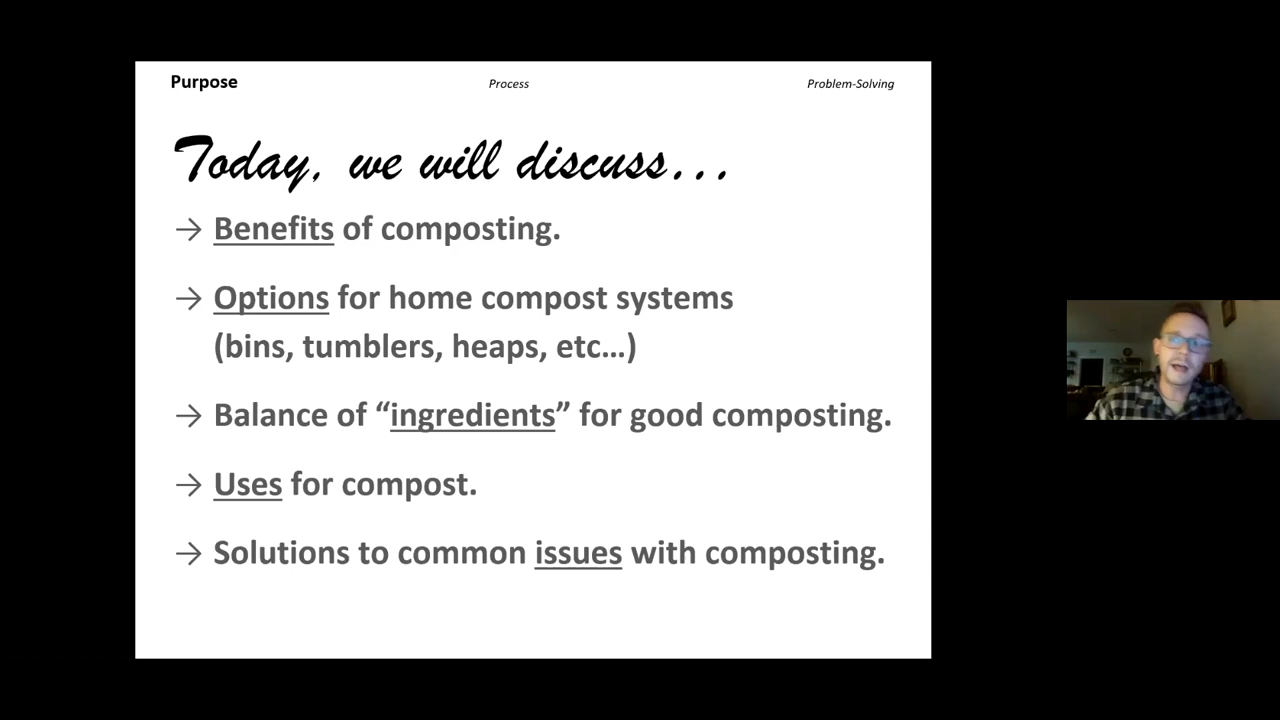 Purpose
Process
Problem-Solving
Today, we will discuss...
→ Benefits of composting.
→ Options for home compost systems
(bins, tumblers, heaps, etc...)
→ Balance of “ingredients” for good composting.
→ Uses for compost.
→ Solutions to common issues with composting.